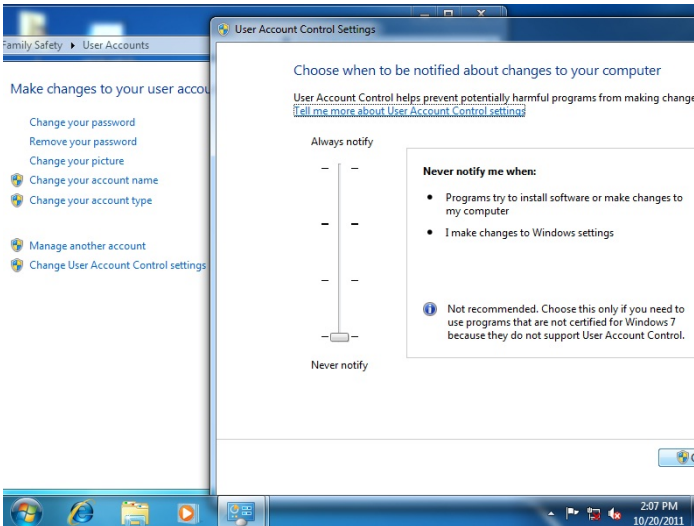 User Account Control Settings
Family Safety ▸ User Accounts
Make changes to your user accou
Change your password
Remove your password
Change your picture
Change your account name
Change your account type
Manage another account
Change User Account Control settings
Choose when to be notified about changes to your computer
User Account Control helps prevent potentially harmful programs from making change
Tell me more about User Account Control settings
Always notify
Never notify me when:
• Programs try to install software or make changes to
my computer
• I make changes to Windows settings
Not recommended. Choose this only if you need to
use programs that are not certified for Windows 7
because they do not support User Account Control.
Never notify
2:07 PM
10/20/2011